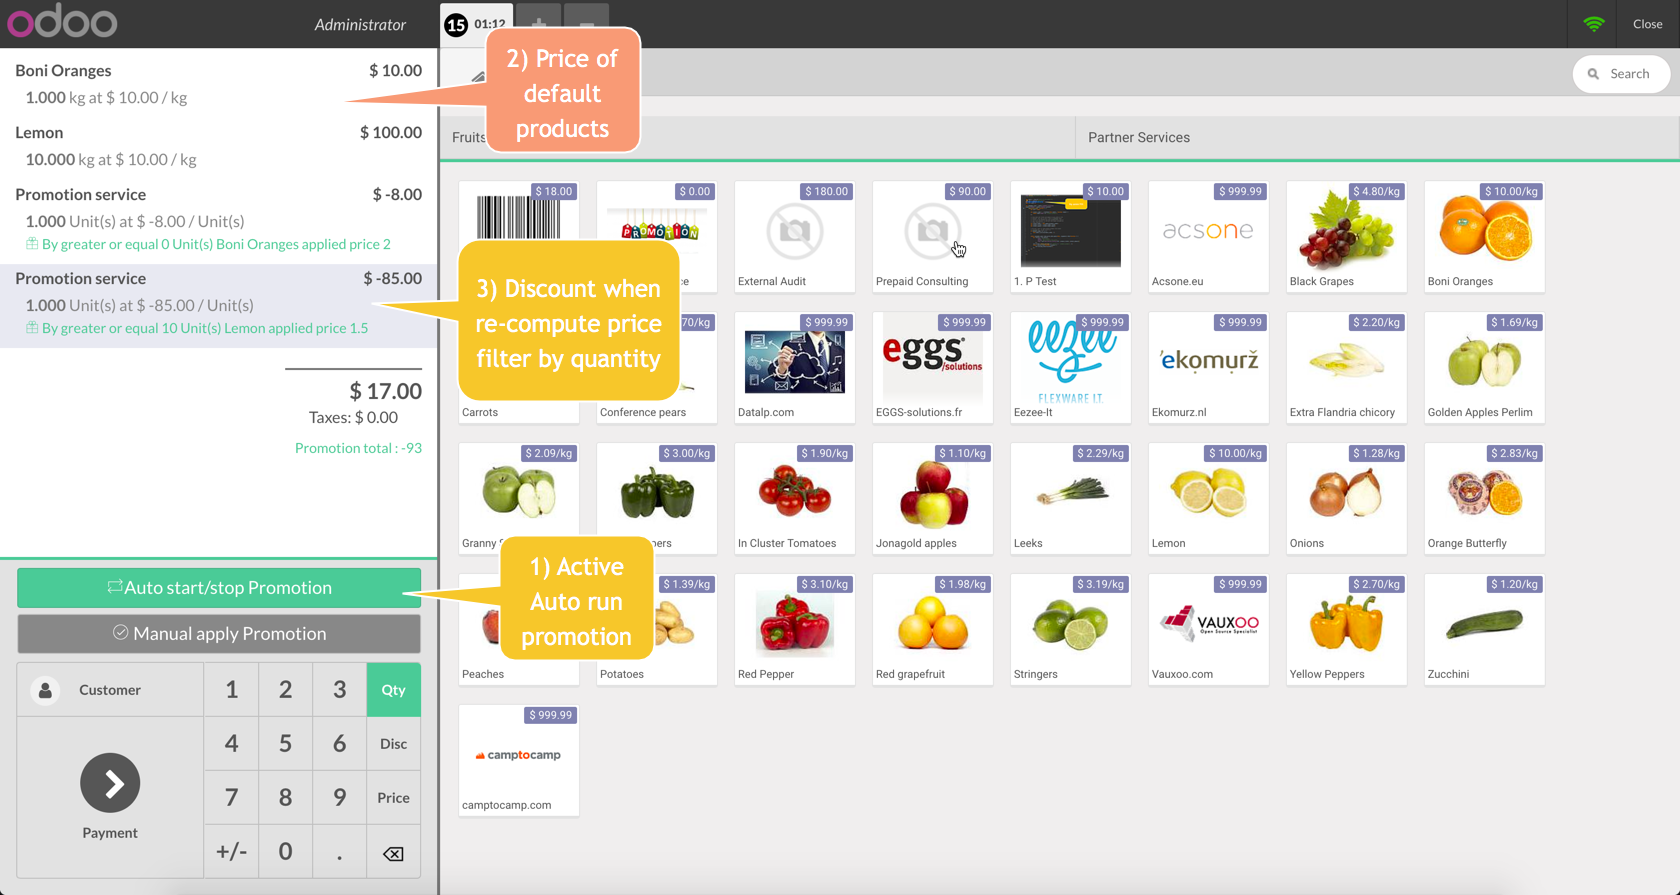 odoo
Administrator
15 01:12
Close
Search
Boni Oranges $ 10.00
1.000 kg at $ 10.00 / kg
Lemon $ 100.00
10.000 kg at $ 10.00 / kg
Promotion service $ -8.00
1.000 Unit(s) at $ -8.00 / Unit(s)
By greater or equal 0 Unit(s) Boni Oranges applied price 2
Promotion service $ -85.00
1.000 Unit(s) at $ -85.00 / Unit(s)
By greater or equal 10 Unit(s) Lemon applied price 1.5
$ 17.00
Taxes: $ 0.00
Promotion total : -93
Auto start/stop Promotion
Manual apply Promotion
Customer
1 2 3 Qty
4 5 6 Disc
7 8 9 Price
+/- 0 .
Payment
2) Price of
default
products
3) Discount when
re-compute price
filter by quantity
1) Active
Auto run
promotion
Fruits
Partner Services
$ 18.00
$ 0.00
PROMOTION
$ 180.00
External Audit
$ 90.00
Prepaid Consulting
$ 10.00
1. P Test
$ 999.99
acsone
Acsone.eu
$ 4.80/kg
Black Grapes
$ 10.00/kg
Boni Oranges
Carrots
70/kg
Conference pears
$ 999.99
Datalp.com
$ 999.99
eggs
/solutions
EGGS-solutions.fr
$ 999.99
eezee
FLEXWARE I.T.
Eezee-It
$ 999.99
'ekomurż
Ekomurz.nl
$ 2.20/kg
Extra Flandria chicory
$ 1.69/kg
Golden Apples Perlim
$ 2.09/kg
Granny
$ 3.00/kg
$ 1.90/kg
In Cluster Tomatoes
$ 1.10/kg
Jonagold apples
$ 2.29/kg
Leeks
$ 10.00/kg
Lemon
$ 1.28/kg
Onions
$ 2.83/kg
Orange Butterfly
Peaches
$ 1.39/kg
Potatoes
$ 3.10/kg
Red Pepper
$ 1.98/kg
Red grapefruit
$ 3.19/kg
Stringers
$ 999.99
VAUXOO
Open Source Specialist
Vauxoo.com
$ 2.70/kg
Yellow Peppers
$ 1.20/kg
Zucchini
$ 999.99
camptocamp
camptocamp.com